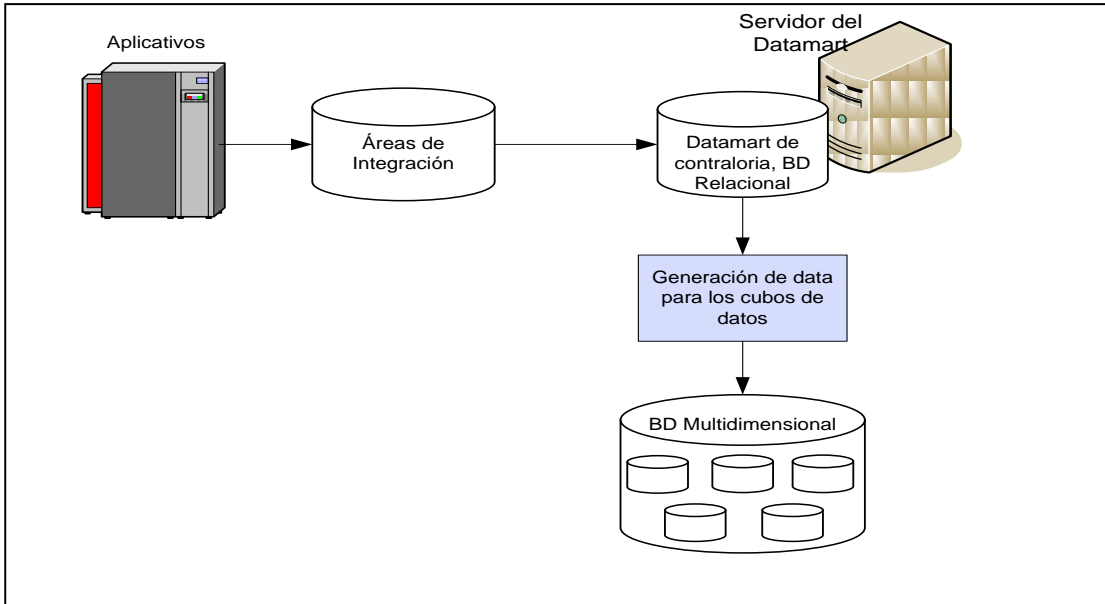 Aplicativos
Servidor del
Datamart
Áreas de
Integración
Datamart de
contraloria, BD
Relacional
Generación de data
para los cubos de
datos
BD Multidimensional